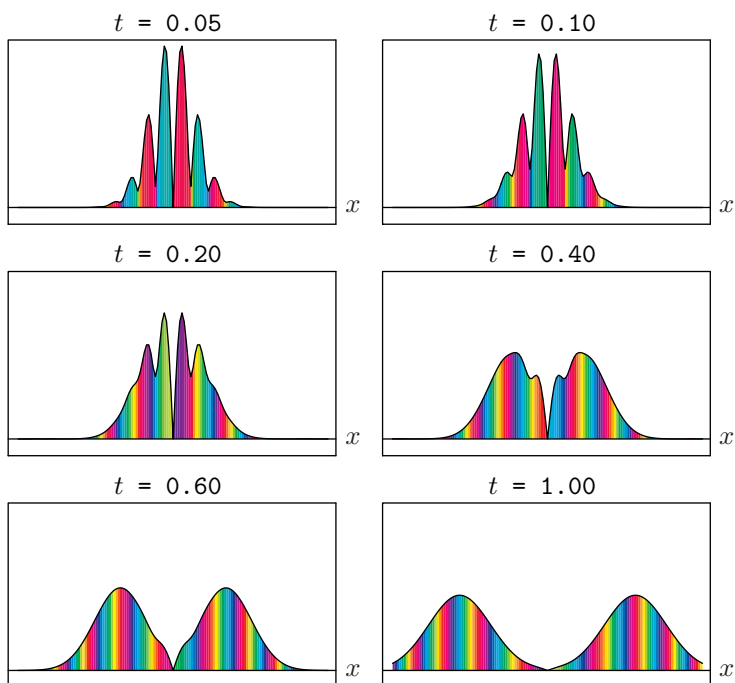 t = 0.05
t = 0.10
x
x
t = 0.20
t = 0.40
x
x
t = 0.60
t = 1.00
x
x